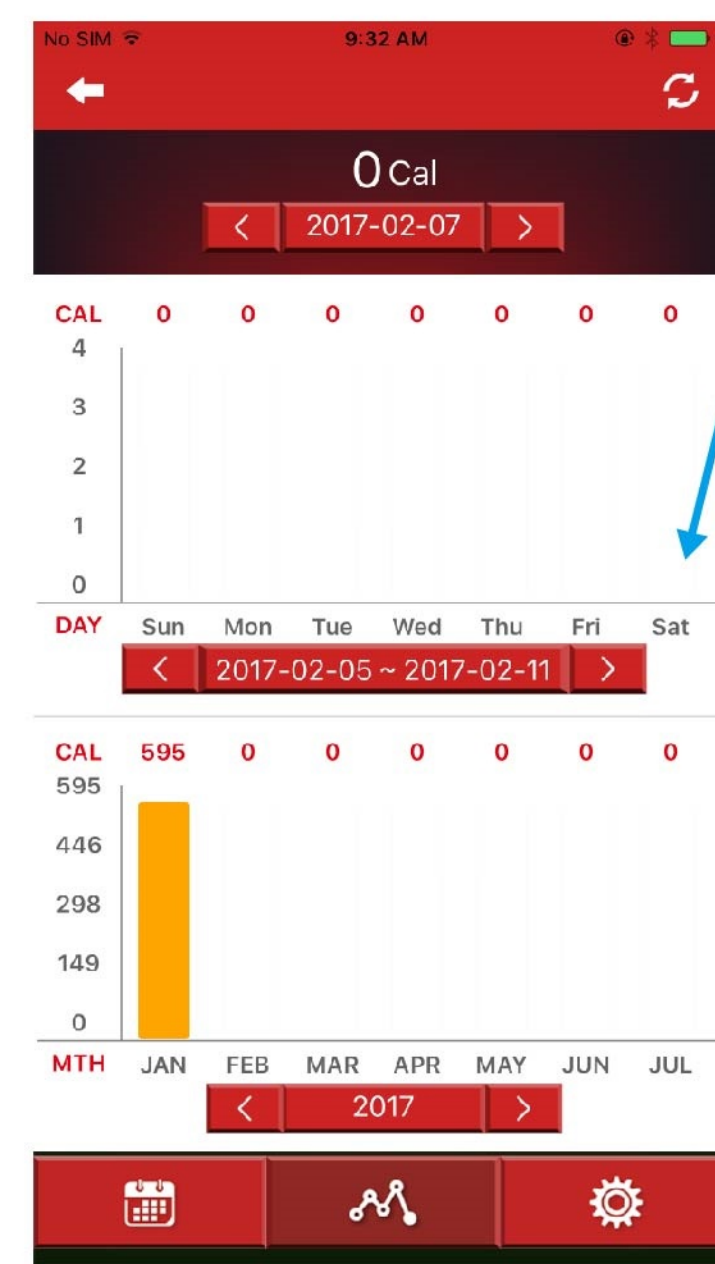 No SIM 9:32 AM
0 Cal
2017-02-07
CAL 0 0 0 0 0 0 0
4
3
2
1
0
DAY Sun Mon Tue Wed Thu Fri Sat
2017-02-05 ~ 2017-02-11
CAL 595 0 0 0 0 0 0
595
446
298
149
0
MTH JAN FEB MAR APR MAY JUN JUL
2017